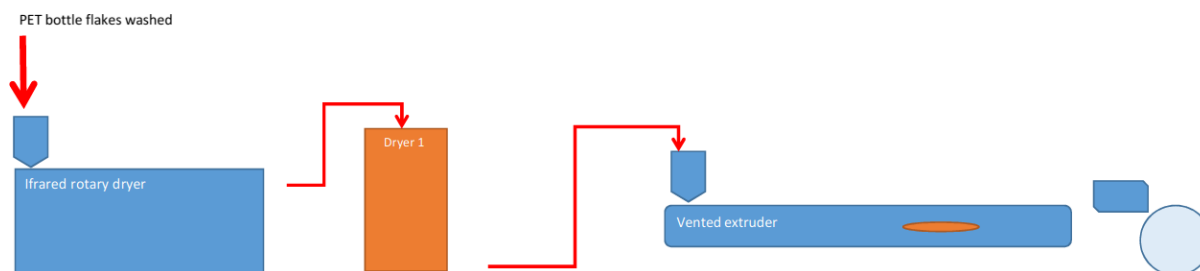 PET bottle flakes washed
Dryer 1
Ifrared rotary dryer
Vented extruder